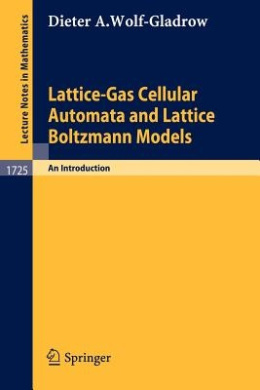 Dieter A.Wolf-Gladrow
Lecture Notes in Mathematics
Lattice-Gas Cellular
Automata and Lattice
Boltzmann Models
1725
An Introduction
Springer